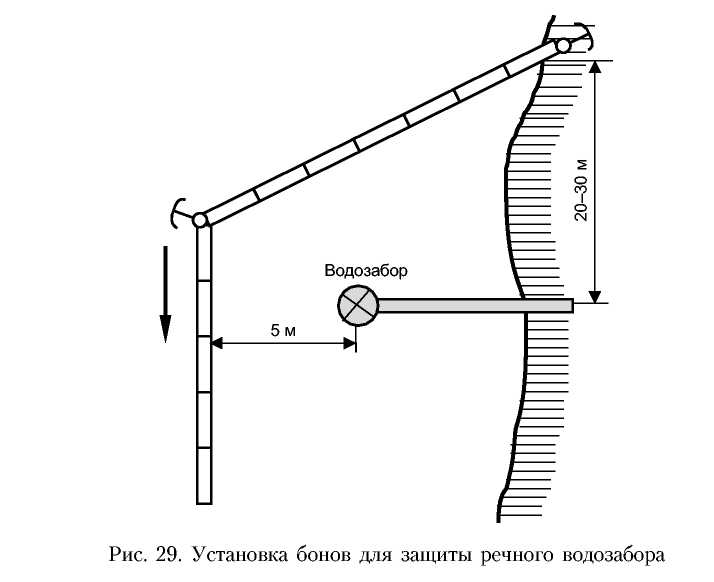 20–30 м
Водозабор
5 м
Рис. 29. Установка бонов для защиты речного водозабора